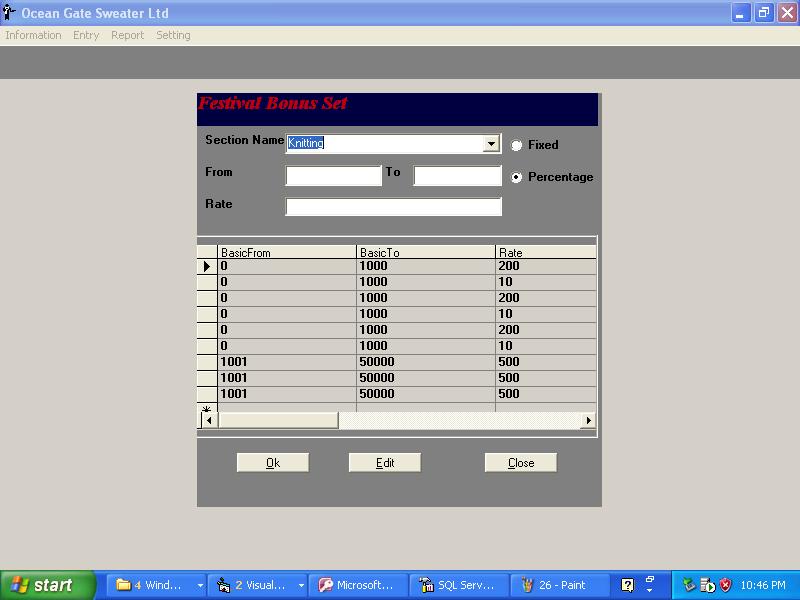 Ocean Gate Sweater Ltd
Information Entry Report Setting
Festival Bonus Set
Section Name Knitting Fixed
From To Percentage
Rate
BasicFrom BasicTo Rate
0 1000 200
0 1000 10
0 1000 200
0 1000 10
0 1000 200
0 1000 10
1001 50000 500
1001 50000 500
1001 50000 500
Ok Edit Close
start 4 Wind... 2 Visual... Microsoft... SQL Serv... 26 - Paint ? 10:46 PM